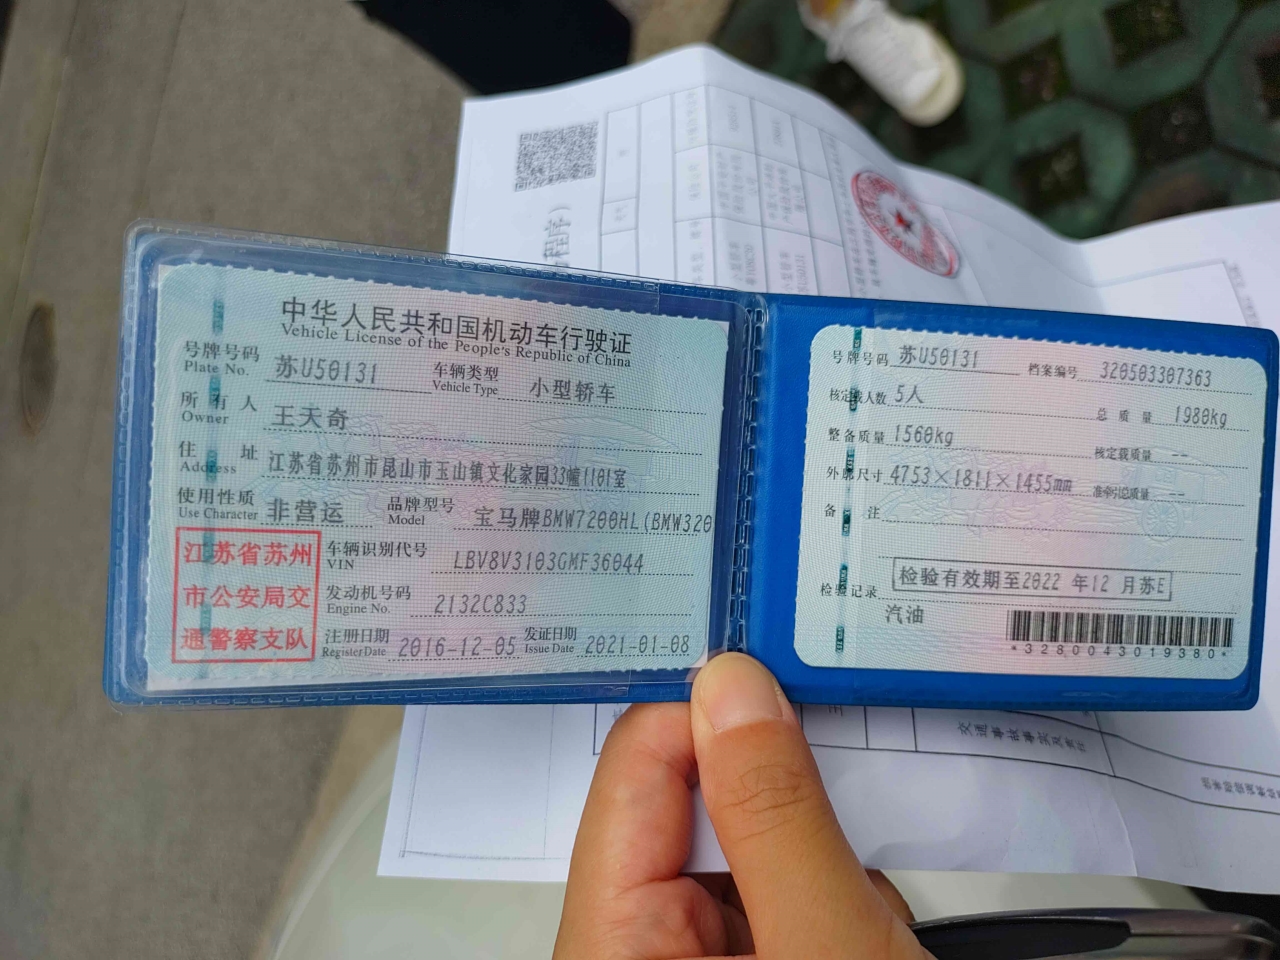 中华人民共和国机动车行驶证
Vehicle License of the People's Republic of China
号牌号码 苏U50131 车辆类型 小型轿车
Plate No. Vehicle Type
所有人 王天奇
Owner
住址 江苏省苏州市昆山市玉山镇文化家园33幢1101室
Address
使用性质 非营运 品牌型号 宝马牌BMW7200HL(BMW320
Use Character Model
江苏省苏州
市公安局交
通警察支队
车辆识别代号 LBV8V3103GMF36044
VIN
发动机号码 2132C833
Engine No.
注册日期 2016-12-05 发证日期 2021-01-08
Register Date Issue Date
号牌号码 苏U50131 档案编号 320503307363
核定载人数 5人 总质量 1980kg
整备质量 1560kg 核定载质量 --
外廓尺寸 4753×1811×1455mm 准牵引总质量 --
备注
检验记录 检验有效期至2022年12月苏E
汽油
*3280043019380*
程序)
交通事故事实及责任